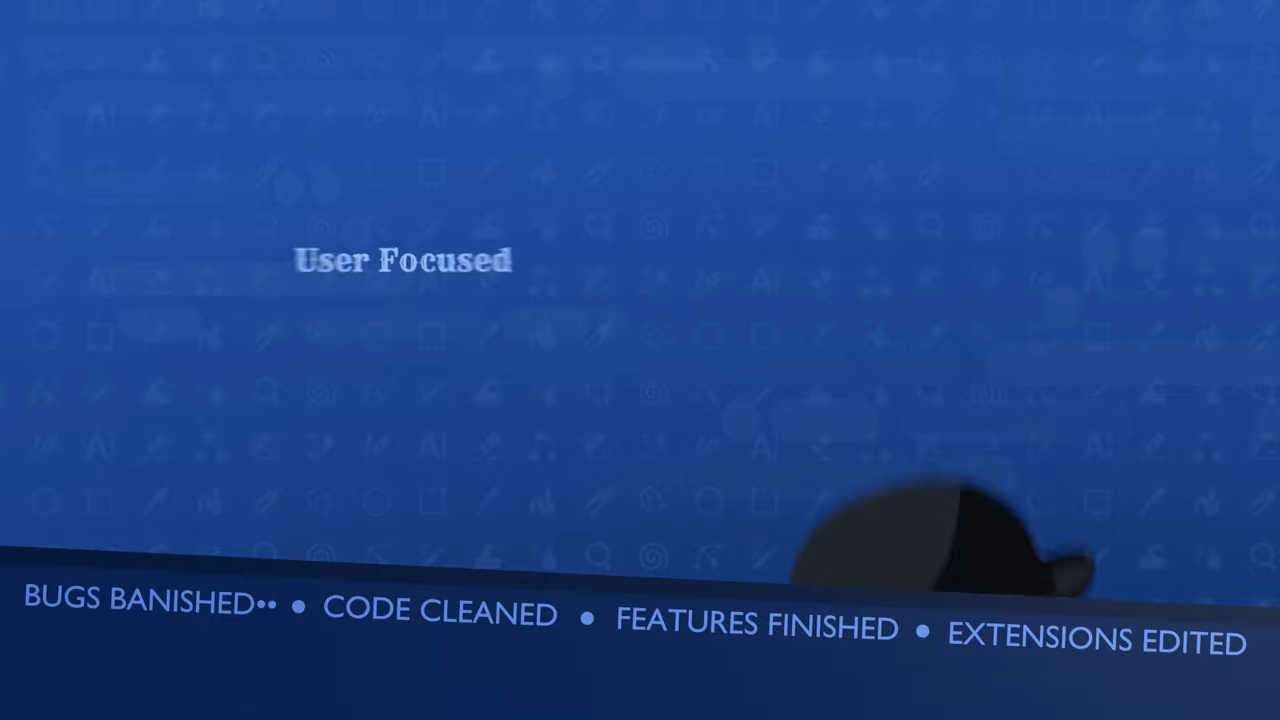 User Focused
BUGS BANISHED•• • CODE CLEANED • FEATURES FINISHED • EXTENSIONS EDITED